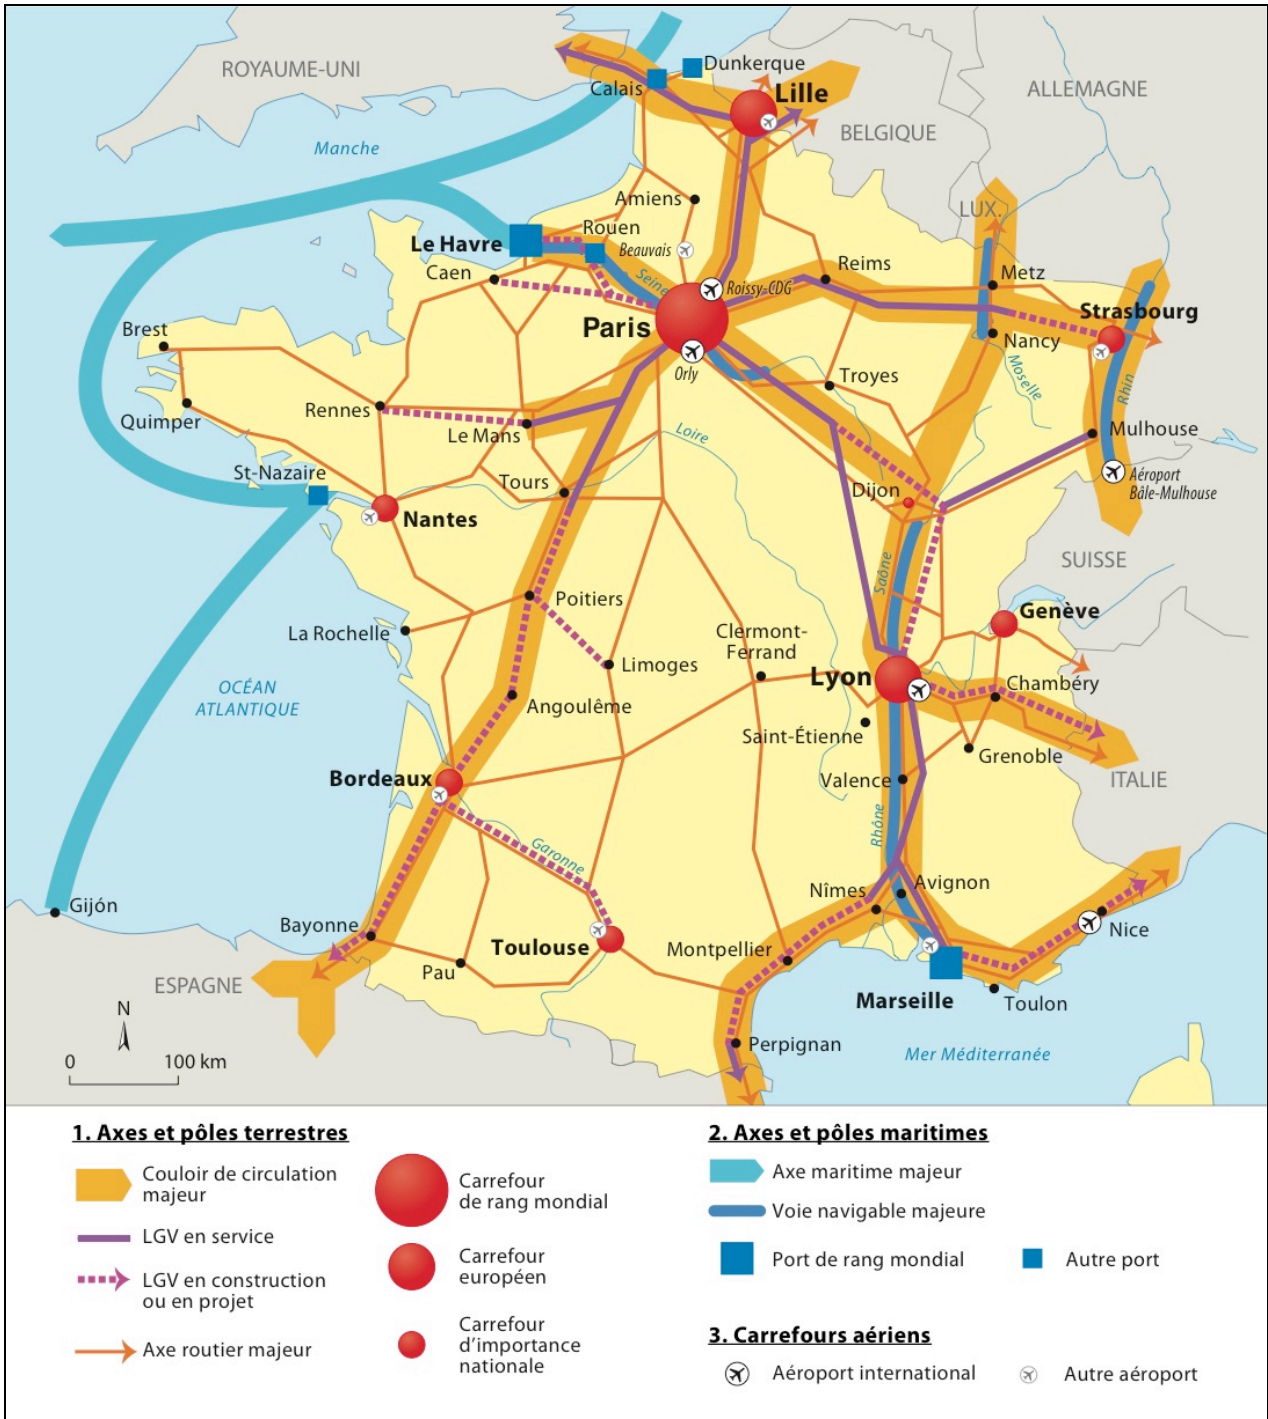 ROYAUME-UNI
Dunkerque
Calais
Lille
ALLEMAGNE
BELGIQUE
Manche
Amiens
LUX.
Le Havre
Rouen
Beauvais
Caen
Seine
Roissy-CDG
Reims
Metz
Strasbourg
Paris
Brest
Orly
Nancy
Moselle
Troyes
Rhin
Rennes
Quimper
Le Mans
Loire
Mulhouse
St-Nazaire
Tours
Dijon
Aéroport
Bâle-Mulhouse
Nantes
SUISSE
Saône
Poitiers
Genève
La Rochelle
Clermont-
Ferrand
Limoges
Lyon
Chambéry
OCÉAN
ATLANTIQUE
Angoulême
Saint-Étienne
Grenoble
Bordeaux
Valence
ITALIE
Rhône
Garonne
Gijón
Nîmes
Avignon
Bayonne
Nice
Toulouse
Montpellier
Pau
ESPAGNE
Marseille
Toulon
N
0 100 km
Perpignan
Mer Méditerranée
1. Axes et pôles terrestres
Couloir de circulation
majeur
LGV en service
LGV en construction
ou en projet
Axe routier majeur
Carrefour
de rang mondial
Carrefour
européen
Carrefour
d'importance
nationale
2. Axes et pôles maritimes
Axe maritime majeur
Voie navigable majeure
Port de rang mondial
Autre port
3. Carrefours aériens
Aéroport international
Autre aéroport